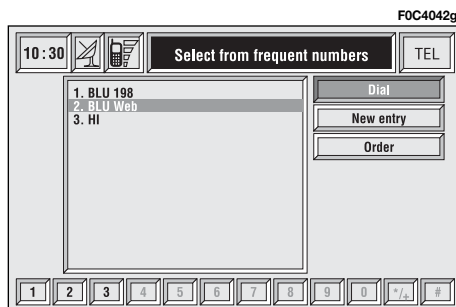 F0C4042g
10:30 Select from frequent numbers TEL
1. BLU 198
2. BLU Web
3. HI
Dial
New entry
Order
1 2 3 4 5 6 7 8 9 0 */+ #